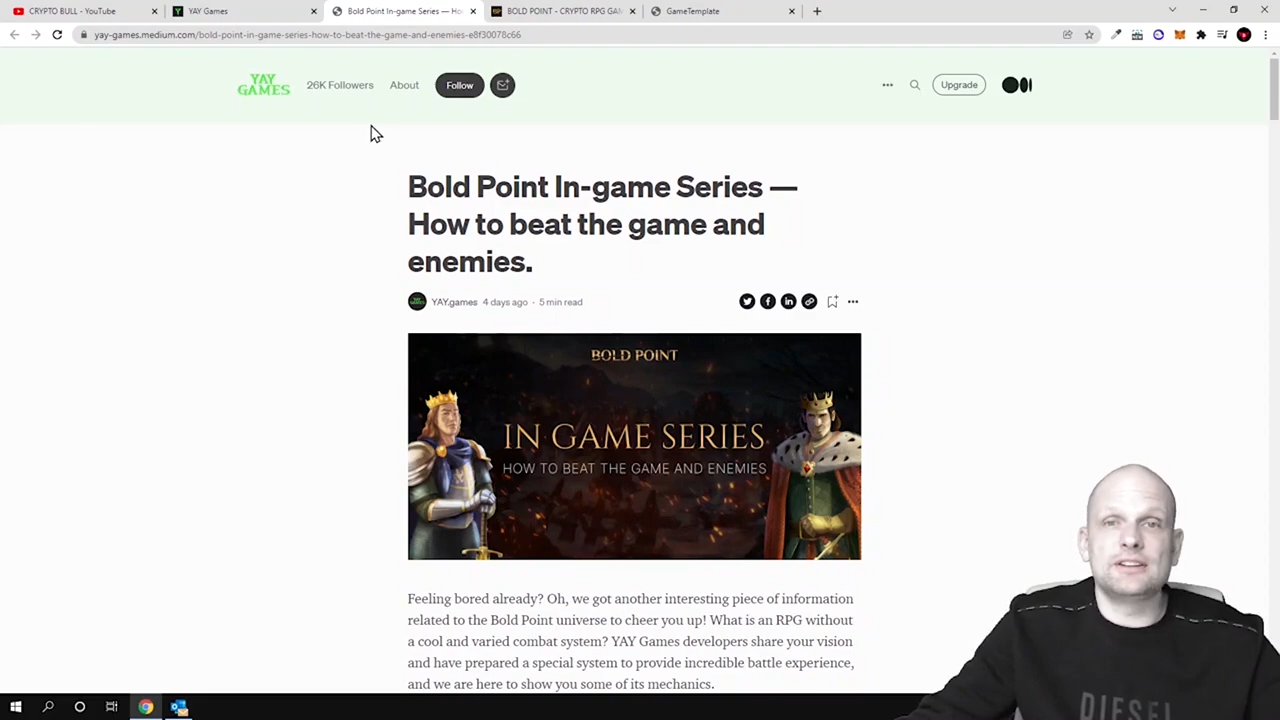 CRYPTO BULL - YouTube
YAY Games
Bold Point In-game Series — Ho
BOLD POINT - CRYPTO RPG GAM
GameTemplate
yay-games.medium.com/bold-point-in-game-series-how-to-beat-the-game-and-enemies-e8f30078c66
YAY
GAMES
26K Followers
About
Follow
Upgrade
Bold Point In-game Series —
How to beat the game and
enemies.
YAY.games 4 days ago · 5 min read
BOLD POINT
IN GAME SERIES
HOW TO BEAT THE GAME AND ENEMIES
Feeling bored already? Oh, we got another interesting piece of information
related to the Bold Point universe to cheer you up! What is an RPG without
a cool and varied combat system? YAY Games developers share your vision
and have prepared a special system to provide incredible battle experience,
and we are here to show you some of its mechanics.
DIESEL